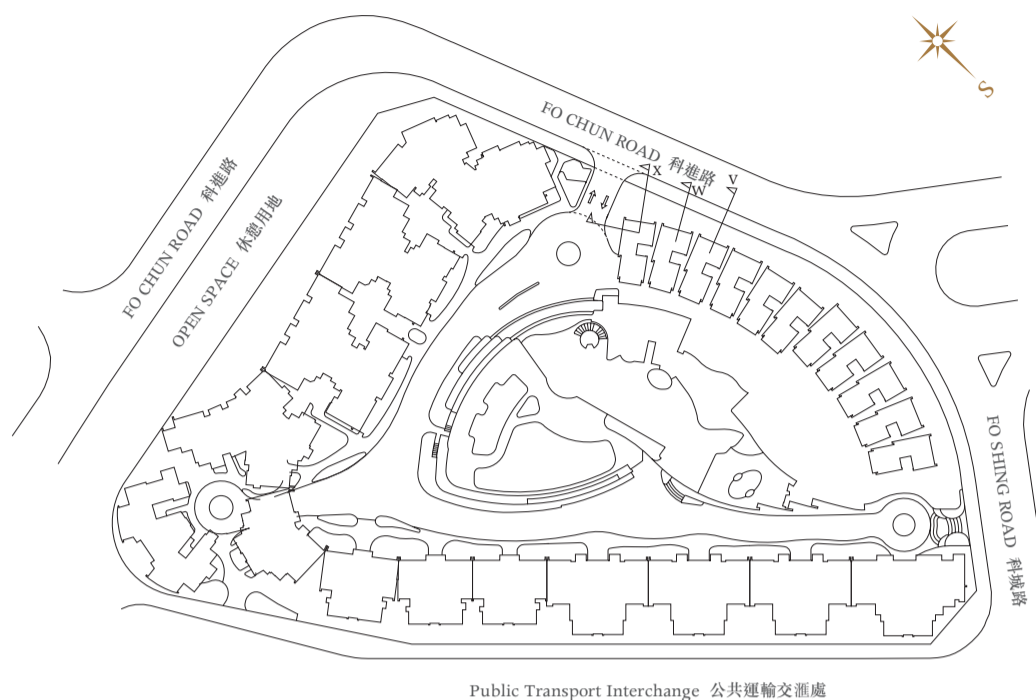 S
FO CHUN ROAD 科進路
X
W
V
FO CHUN ROAD 科進路
OPEN SPACE 休憩用地
FO SHING ROAD 科城路
Public Transport Interchange 公共運輸交滙處